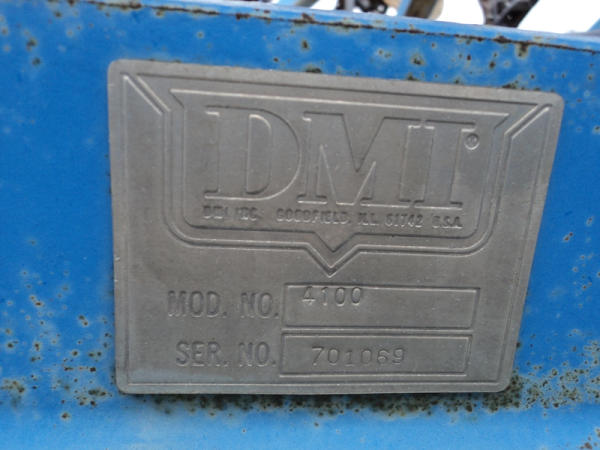 DMI®
DMI, INC. GOODFIELD, ILL. 61742 U.S.A.
MOD. NO. 4100
SER. NO. 701069